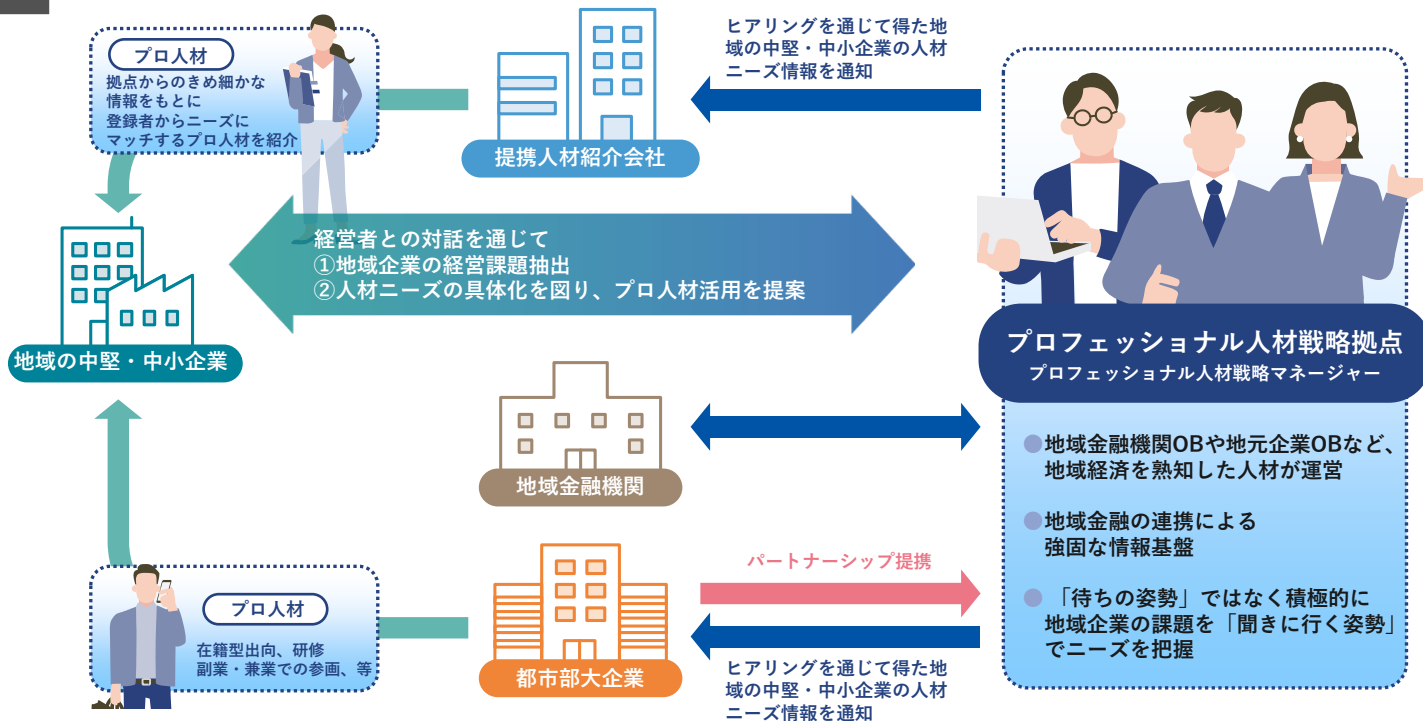 プロ人材
拠点からのきめ細かな
情報をもとに
登録者からニーズに
マッチするプロ人材を紹介
提携人材紹介会社
ヒアリングを通じて得た地
域の中堅・中小企業の人材
ニーズ情報を通知
経営者との対話を通じて
①地域企業の経営課題抽出
②人材ニーズの具体化を図り、プロ人材活用を提案
地域の中堅・中小企業
プロフェッショナル人材戦略拠点
プロフェッショナル人材戦略マネージャー
●地域金融機関OBや地元企業OBなど、
地域経済を熟知した人材が運営
●地域金融の連携による
強固な情報基盤
●「待ちの姿勢」ではなく積極的に
地域企業の課題を「聞きに行く姿勢」
でニーズを把握
地域金融機関
パートナーシップ提携
プロ人材
在籍型出向、研修
副業・兼業での参画、等
都市部大企業
ヒアリングを通じて得た地
域の中堅・中小企業の人材
ニーズ情報を通知